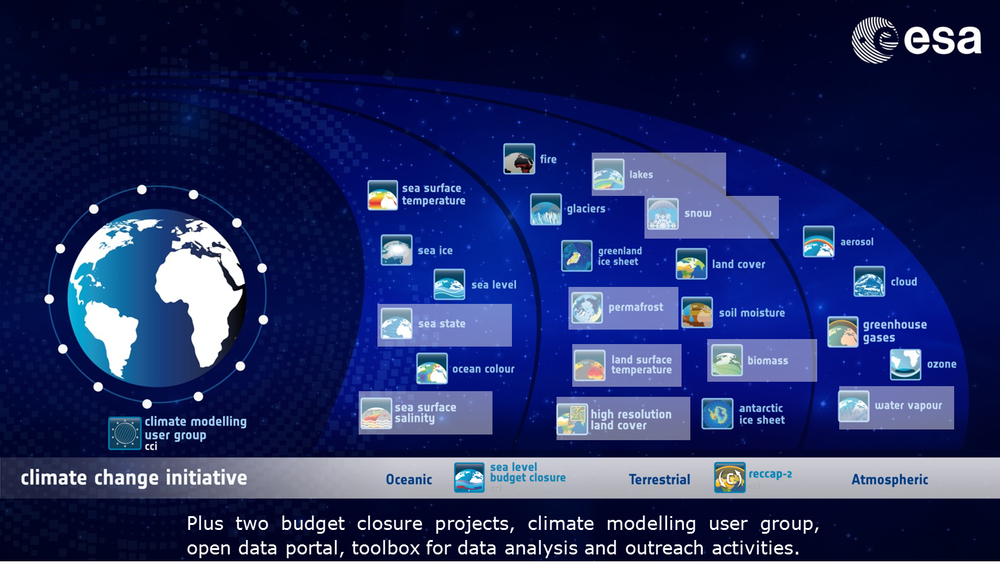 esa
fire
lakes
sea surface
temperature
glaciers
snow
sea ice
greenland
ice sheet
land cover
aerosol
sea level
cloud
sea state
permafrost
soil moisture
greenhouse
gases
ocean colour
land surface
temperature
biomass
ozone
sea surface
salinity
high resolution
land cover
antarctic
ice sheet
water vapour
climate modelling
user group
cci
climate change initiative
Oceanic
sea level
budget closure
cci
Terrestrial
reccap-2
cci
Atmospheric
Plus two budget closure projects, climate modelling user group,
open data portal, toolbox for data analysis and outreach activities.